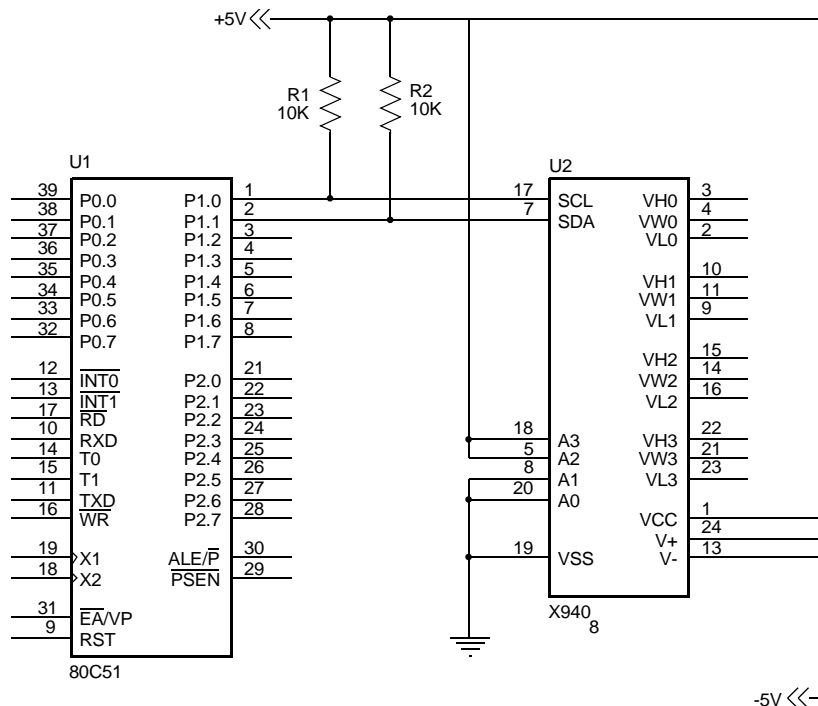 +5V
R1
10K
R2
10K
U1
U2
39 P0.0 P1.0 1
38 P0.1 P1.1 2
37 P0.2 P1.2 3
36 P0.3 P1.3 4
35 P0.4 P1.4 5
34 P0.5 P1.5 6
33 P0.6 P1.6 7
32 P0.7 P1.7 8
12 INT0 P2.0 21
13 INT1 P2.1 22
17 RD P2.2 23
10 RXD P2.3 24
14 T0 P2.4 25
15 T1 P2.5 26
11 TXD P2.6 27
16 WR P2.7 28
19 X1 ALE/P 30
18 X2 PSEN 29
31 EA/VP
9 RST
80C51
17 SCL VH0 3
7 SDA VW0 4
VL0 2
VH1 10
VW1 11
VL1 9
VH2 15
VW2 14
VL2 16
18 A3 VH3 22
5 A2 VW3 21
8 A1 VL3 23
20 A0
VCC 1
V+ 24
19 VSS V- 13
X940
8
-5V